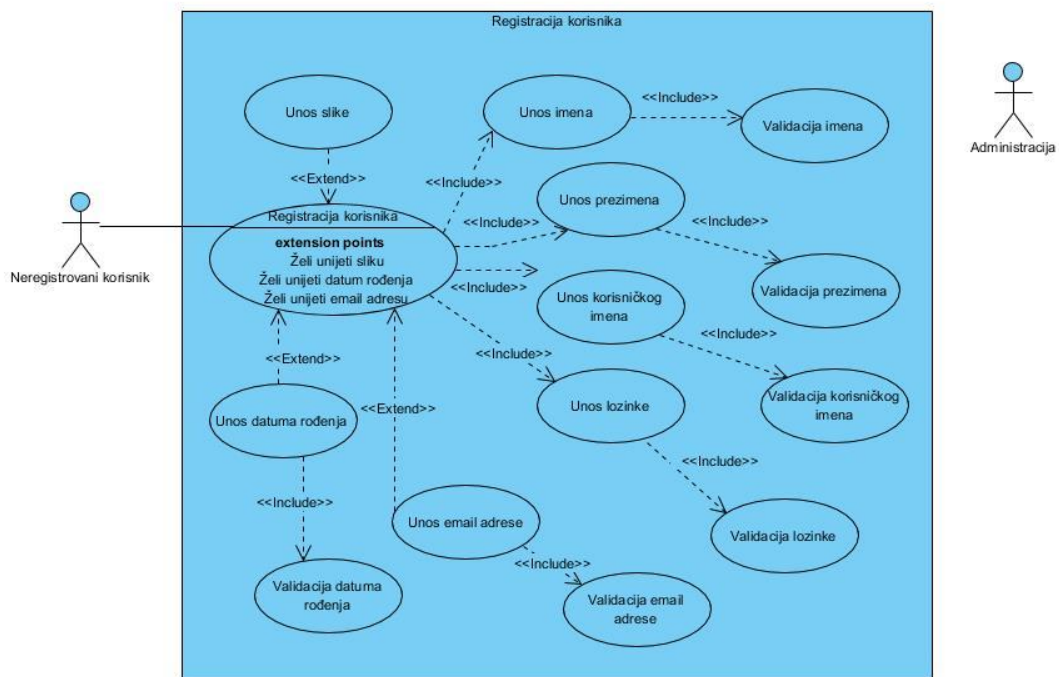 Registracija korisnika
Unos slike
<<Extend>>
Unos imena
<<Include>>
Validacija imena
Administracija
<<Include>>
Registracija korisnika
extension points
Želi unijeti sliku
Želi unijeti datum rođenja
Želi unijeti email adresu
Neregistrovani korisnik
<<Include>>
Unos prezimena
<<Include>>
Validacija prezimena
<<Include>>
Unos korisničkog
imena
<<Include>>
Validacija korisničkog
imena
<<Include>>
Unos lozinke
<<Include>>
Validacija lozinke
<<Extend>>
Unos datuma rođenja
<<Include>>
Validacija datuma
rođenja
<<Extend>>
Unos email adrese
<<Include>>
Validacija email
adrese